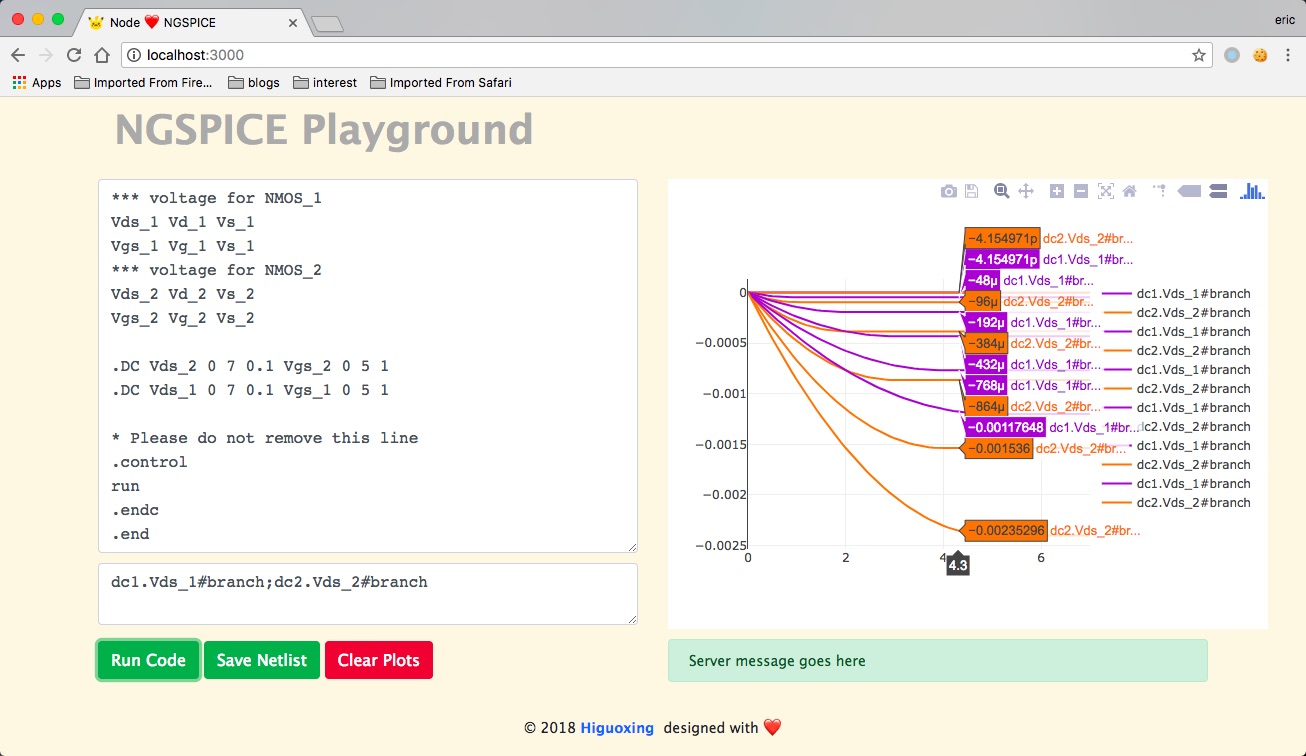 Node ❤️ NGSPICE
eric
localhost:3000
Apps
Imported From Fire...
blogs
interest
Imported From Safari
NGSPICE Playground
*** voltage for NMOS_1
Vds_1 Vd_1 Vs_1
Vgs_1 Vg_1 Vs_1
*** voltage for NMOS_2
Vds_2 Vd_2 Vs_2
Vgs_2 Vg_2 Vs_2
.DC Vds_2 0 7 0.1 Vgs_2 0 5 1
.DC Vds_1 0 7 0.1 Vgs_1 0 5 1
* Please do not remove this line
.control
run
.endc
.end
dc1.Vds_1#branch;dc2.Vds_2#branch
Run Code
Save Netlist
Clear Plots
0
−0.0005
−0.001
−0.0015
−0.002
−0.0025
0
2
4
6
4.3
−4.154971p dc2.Vds_2#br...
−4.154971p dc1.Vds_1#br...
−48μ dc1.Vds_1#br...
−96μ dc2.Vds_2#br...
−192μ dc1.Vds_1#br...
−384μ dc2.Vds_2#br...
−432μ dc1.Vds_1#br...
−768μ dc1.Vds_1#br...
−864μ dc2.Vds_2#br...
−0.00117648 dc1.Vds_1#br...
−0.001536 dc2.Vds_2#br...
−0.00235296 dc2.Vds_2#br...
dc1.Vds_1#branch
dc2.Vds_2#branch
dc1.Vds_1#branch
dc2.Vds_2#branch
dc1.Vds_1#branch
dc2.Vds_2#branch
dc1.Vds_1#branch
dc2.Vds_2#branch
dc1.Vds_1#branch
dc2.Vds_2#branch
dc1.Vds_1#branch
dc2.Vds_2#branch
Server message goes here
© 2018 Higuoxing designed with ❤️